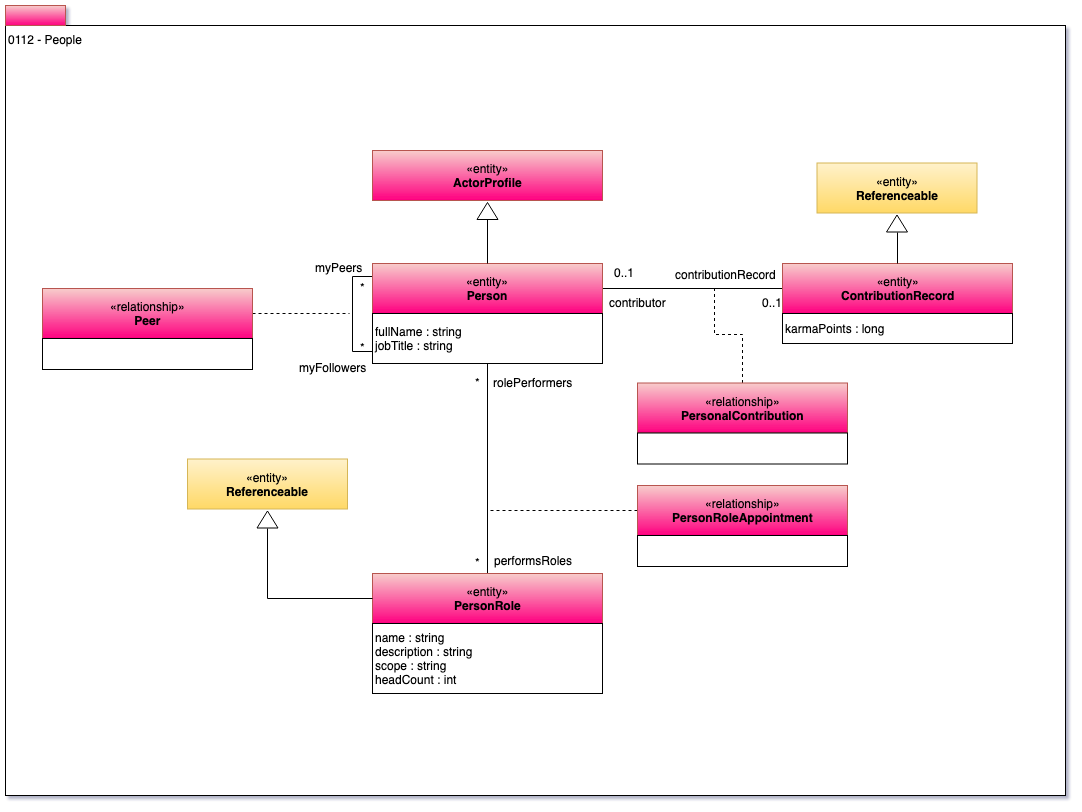 0112 - People
«entity»
ActorProfile
«entity»
Referenceable
myPeers
*
«entity»
Person
fullName : string
jobTitle : string
*
myFollowers
0..1
contributionRecord
contributor
0..1
«entity»
ContributionRecord
karmaPoints : long
«relationship»
Peer
* rolePerformers
«relationship»
PersonalContribution
«entity»
Referenceable
«relationship»
PersonRoleAppointment
* performsRoles
«entity»
PersonRole
name : string
description : string
scope : string
headCount : int